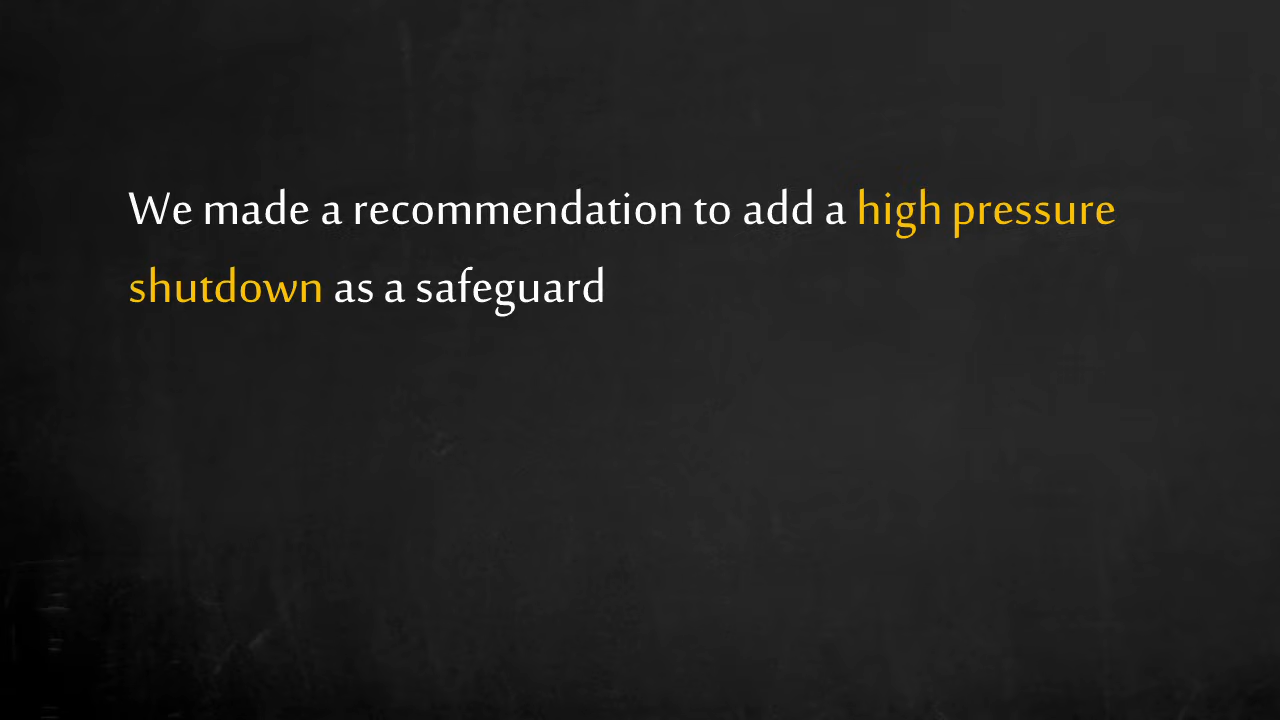 We made a recommendation to add a high pressure
shutdown as a safeguard